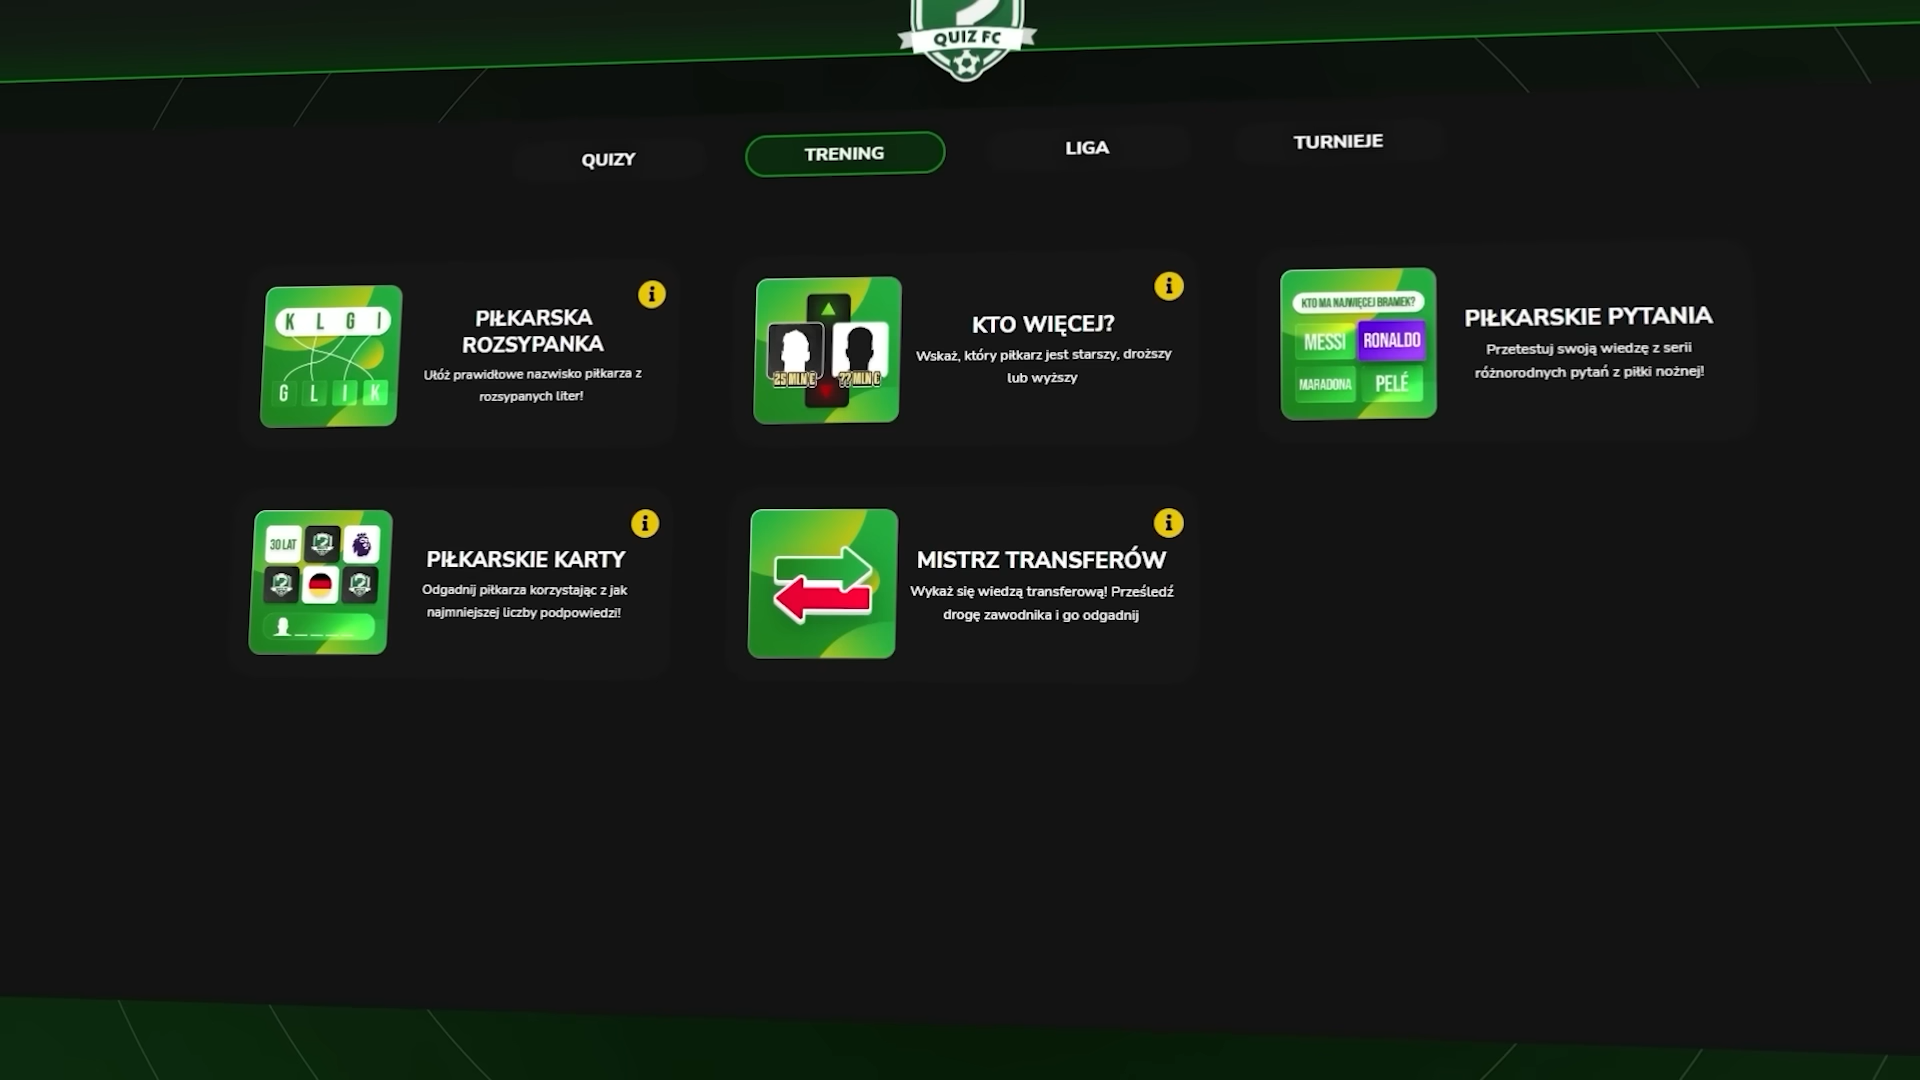 QUIZ FC
QUIZY
TRENING
LIGA
TURNIEJE
K L G I
G L I K
PIŁKARSKA
ROZSYPANKA
Ułóż prawidłowe nazwisko piłkarza z
rozsypanych liter!
25 MLN €
?? MLN €
KTO WIĘCEJ?
Wskaż, który piłkarz jest starszy, droższy
lub wyższy
KTO MA NAJWIĘCEJ BRAMEK?
MESSI
RONALDO
MARADONA
PELÉ
PIŁKARSKIE PYTANIA
Przetestuj swoją wiedzę z serii
różnorodnych pytań z piłki nożnej!
30 LAT
PIŁKARSKIE KARTY
Odgadnij piłkarza korzystając z jak
najmniejszej liczby podpowiedzi!
MISTRZ TRANSFERÓW
Wykaż się wiedzą transferową! Prześledź
drogę zawodnika i go odgadnij